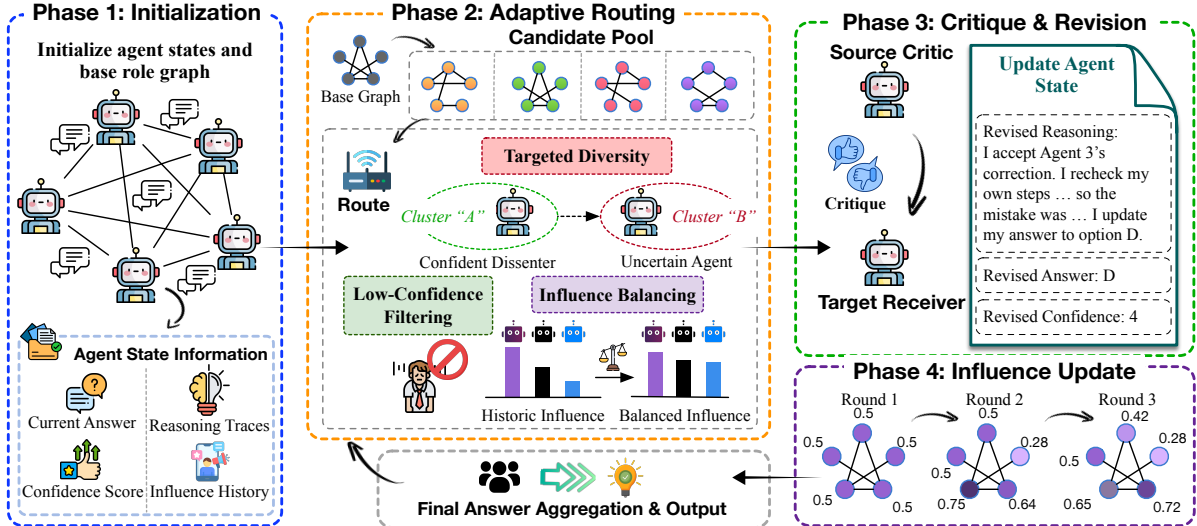 Phase 1: Initialization
Initialize agent states and
base role graph
Agent State Information
Current Answer
Reasoning Traces
Confidence Score
Influence History
Phase 2: Adaptive Routing
Candidate Pool
Base Graph
Route
Targeted Diversity
Cluster “A”
Cluster “B”
Confident Dissenter
Uncertain Agent
Low-Confidence
Filtering
Influence Balancing
Historic Influence
Balanced Influence
Phase 3: Critique & Revision
Source Critic
Critique
Target Receiver
Update Agent
State
Revised Reasoning:
I accept Agent 3’s
correction. I recheck my
own steps ... so the
mistake was ... I update
my answer to option D.
Revised Answer: D
Revised Confidence: 4
Phase 4: Influence Update
Round 1
Round 2
Round 3
0.5
0.5
0.5
0.5
0.5
0.5
0.28
0.5
0.75
0.64
0.42
0.28
0.5
0.65
0.72
Final Answer Aggregation & Output